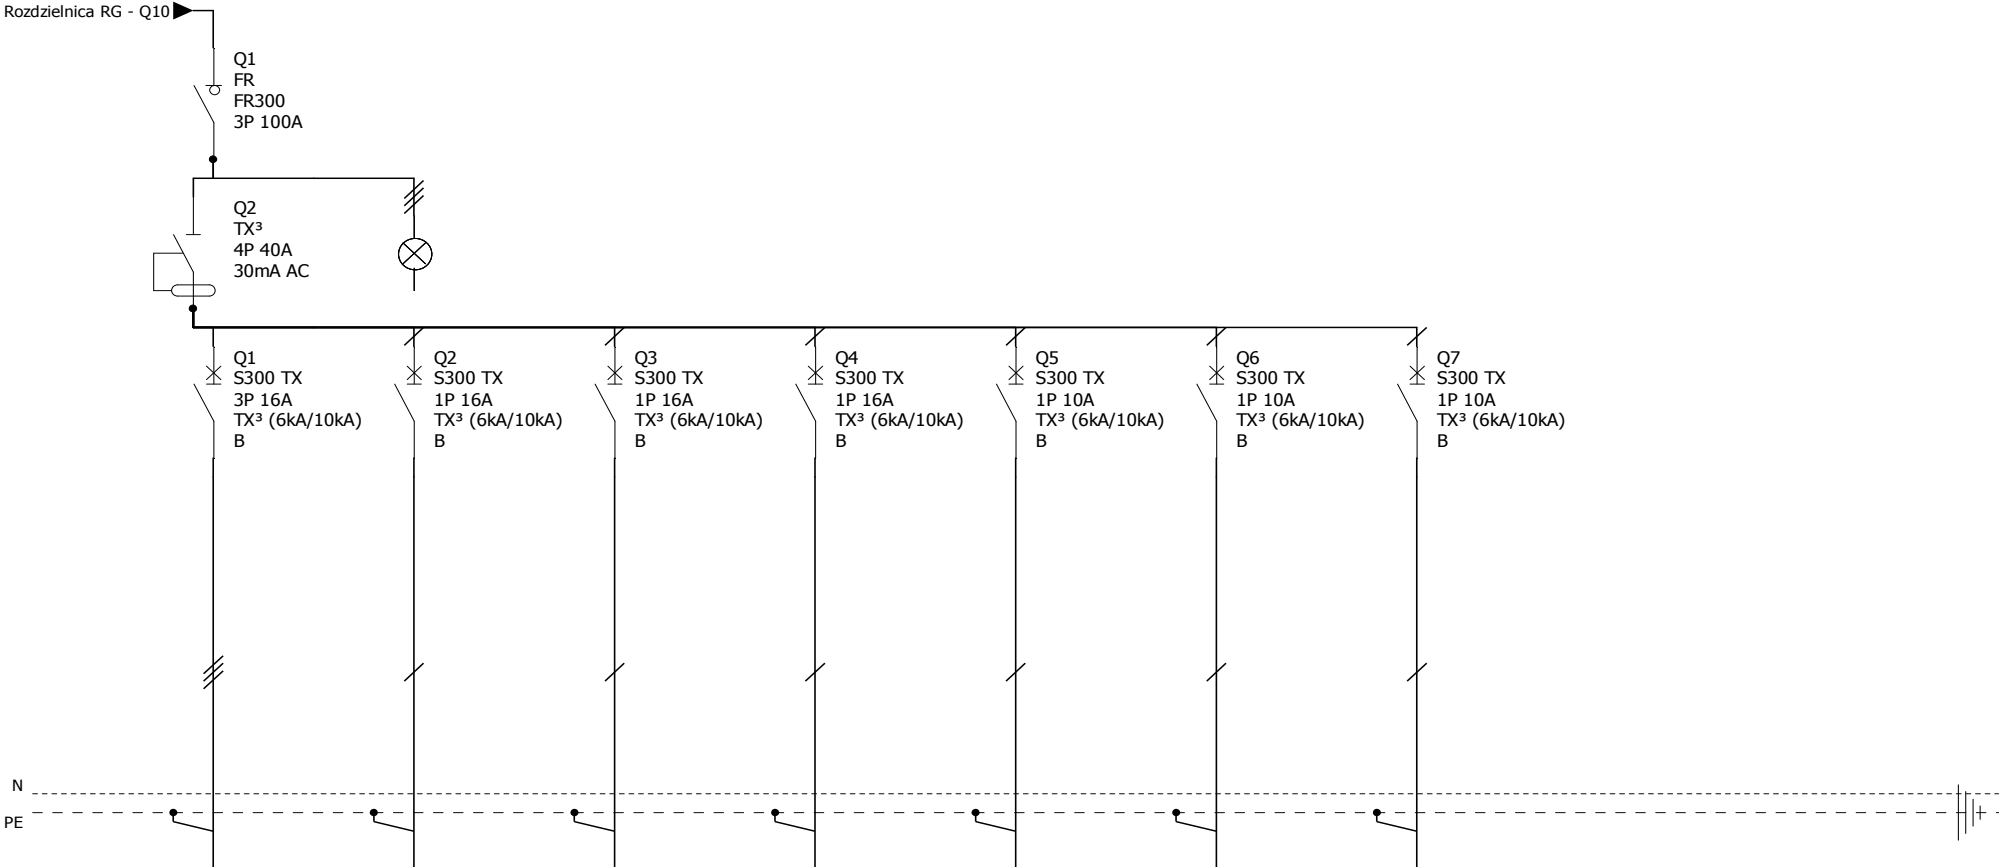 Rozdzielnica RG - Q10
Q1
FR
FR300
3P 100A
Q2
TX³
4P 40A
30mA AC
Q1
S300 TX
3P 16A
TX³ (6kA/10kA)
B
Q2
S300 TX
1P 16A
TX³ (6kA/10kA)
B
Q3
S300 TX
1P 16A
TX³ (6kA/10kA)
B
Q4
S300 TX
1P 16A
TX³ (6kA/10kA)
B
Q5
S300 TX
1P 10A
TX³ (6kA/10kA)
B
Q6
S300 TX
1P 10A
TX³ (6kA/10kA)
B
Q7
S300 TX
1P 10A
TX³ (6kA/10kA)
B
N
PE